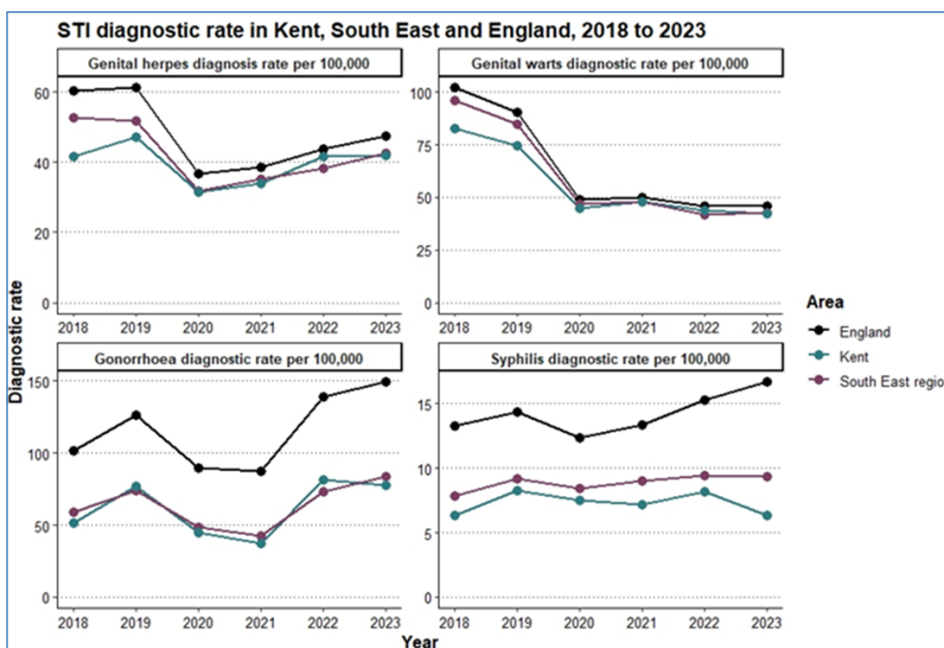 STI diagnostic rate in Kent, South East and England, 2018 to 2023
Genital herpes diagnosis rate per 100,000
60
40
20
0
2018 2019 2020 2021 2022 2023
Genital warts diagnostic rate per 100,000
100
75
50
25
0
2018 2019 2020 2021 2022 2023
Gonorrhoea diagnostic rate per 100,000
150
100
50
0
2018 2019 2020 2021 2022 2023
Syphilis diagnostic rate per 100,000
15
10
5
0
2018 2019 2020 2021 2022 2023
Diagnostic rate
Year
Area
England
Kent
South East region